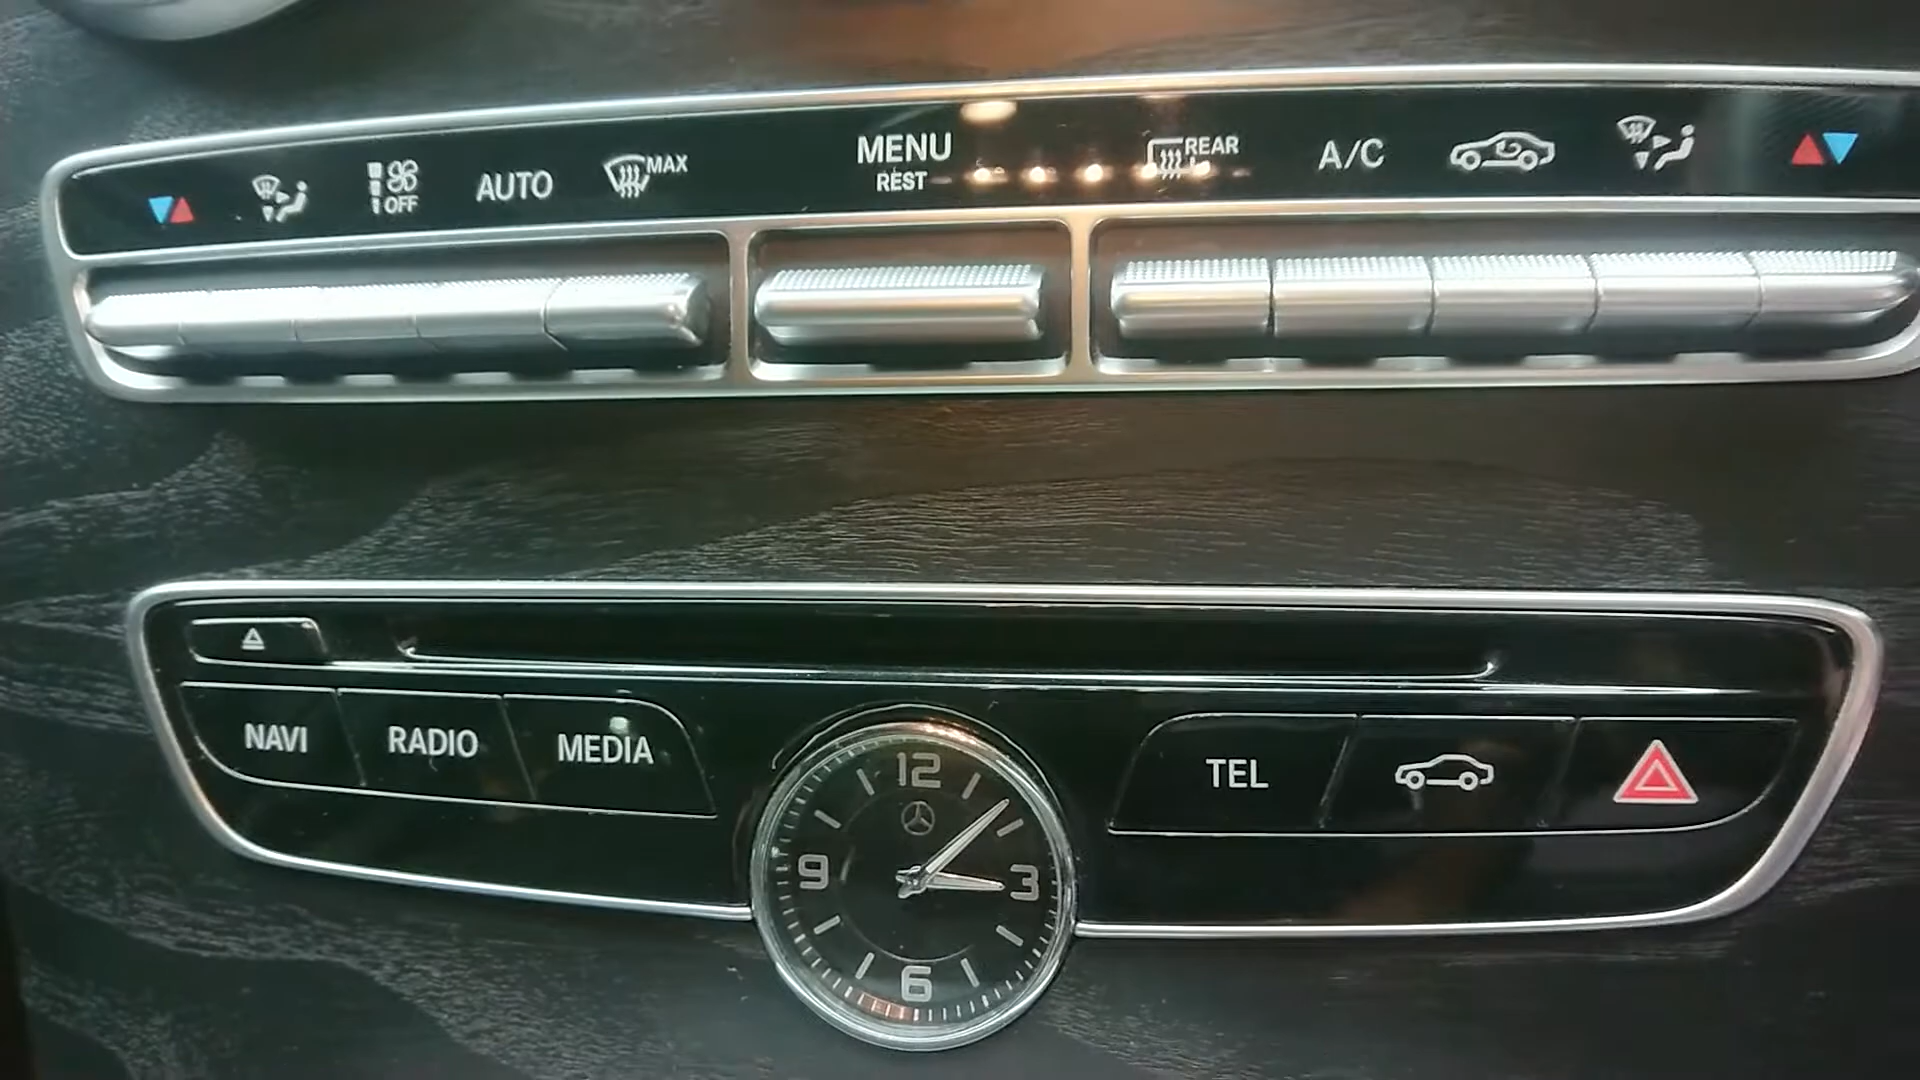 OFF
AUTO
MAX
MENU
REST
REAR
A/C
NAVI
RADIO
MEDIA
TEL
12
9
3
6